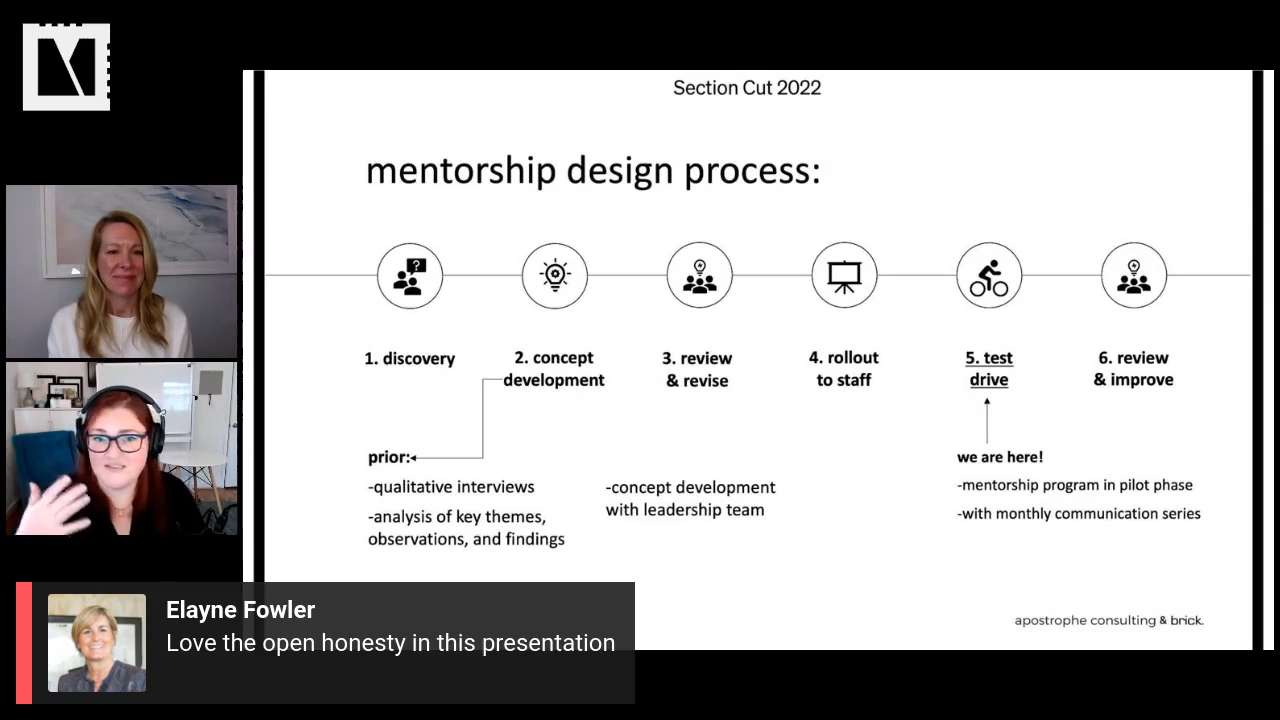 Section Cut 2022
mentorship design process:
?
1. discovery
2. concept
development
3. review
& revise
4. rollout
to staff
5. test
drive
6. review
& improve
prior:
-qualitative interviews
-analysis of key themes,
observations, and findings
-concept development
with leadership team
we are here!
-mentorship program in pilot phase
-with monthly communication series
apostrophe consulting & brick.
Elayne Fowler
Love the open honesty in this presentation